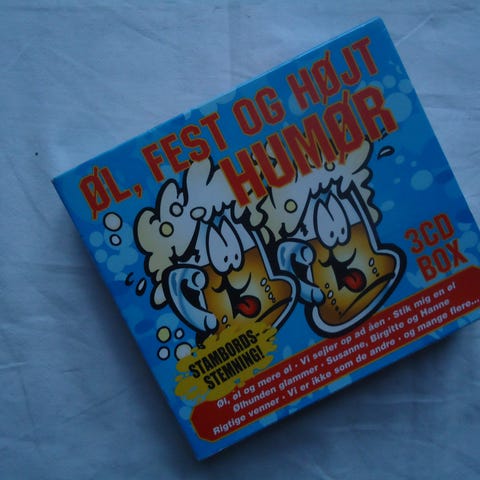 ØL, FEST OG HØJT
HUMØR
3CD
BOX
STAMBORDS-
STEMNING!
Øl, øl og mere øl · Vi sejler op ad åen · Stik mig en øl
Ølhunden glammer · Susanne, Birgitte og Hanne
Rigtige venner · Vi er ikke som de andre · og mange flere...